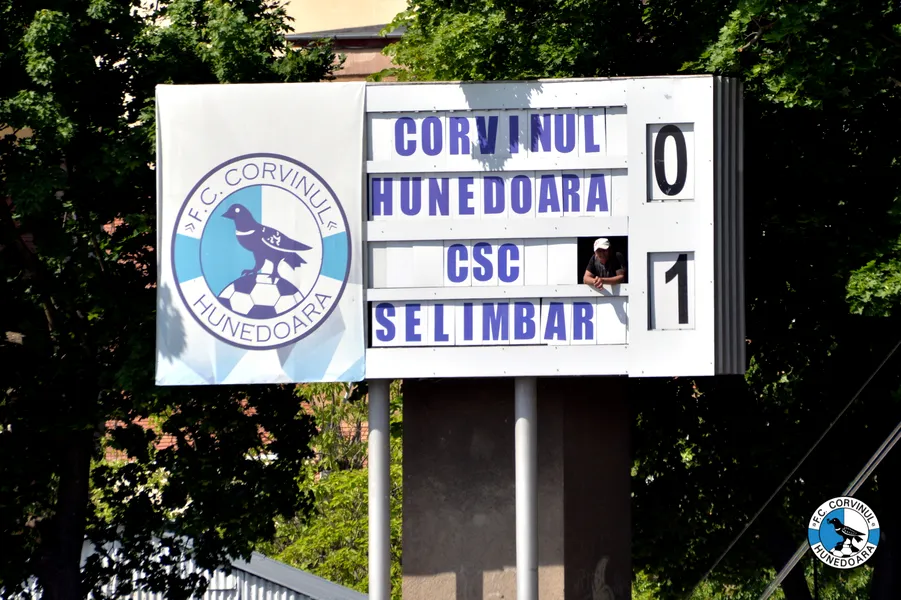 »F.C. CORVINUL«
HUNEDOARA
CORVINUL
HUNEDOARA
0
CSC
SELIMBAR
1
F.C. CORVINUL
HUNEDOARA